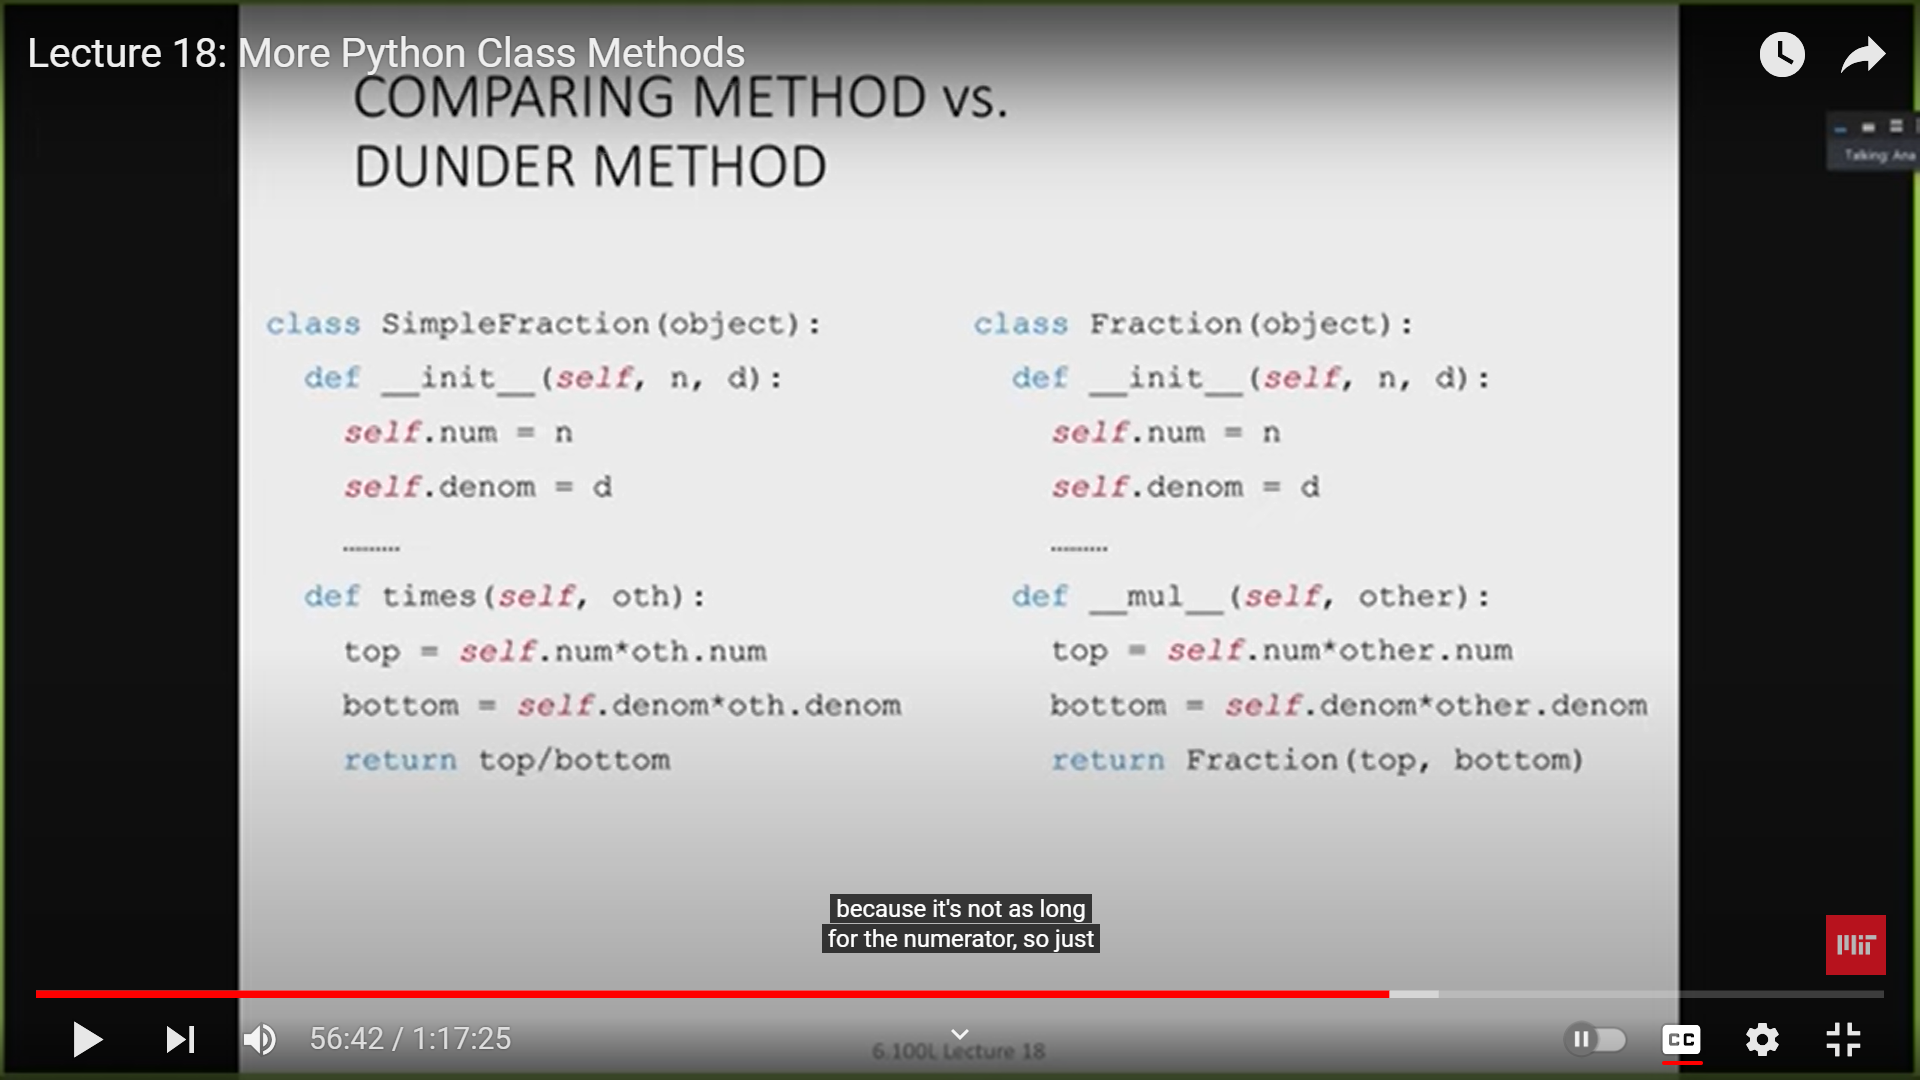 Lecture 18: More Python Class Methods
COMPARING METHOD vs.
DUNDER METHOD
Talking: Ana
class SimpleFraction(object):
def __init__(self, n, d):
self.num = n
self.denom = d
.........
def times(self, oth):
top = self.num*oth.num
bottom = self.denom*oth.denom
return top/bottom
class Fraction(object):
def __init__(self, n, d):
self.num = n
self.denom = d
.........
def __mul__(self, other):
top = self.num*other.num
bottom = self.denom*other.denom
return Fraction(top, bottom)
because it's not as long
for the numerator, so just
MIT
56:42 / 1:17:25
6.100L Lecture 18
CC